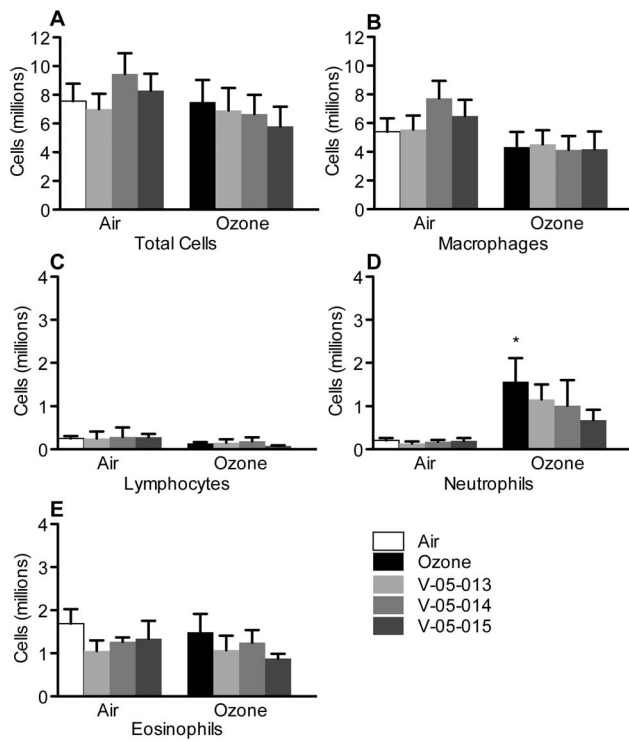 A
Cells (millions)
12
10
8
6
4
2
0
Air
Ozone
Total Cells
B
Cells (millions)
12
10
8
6
4
2
0
Air
Ozone
Macrophages
C
Cells (millions)
4
3
2
1
0
Air
Ozone
Lymphocytes
D
Cells (millions)
4
3
2
1
0
*
Air
Ozone
Neutrophils
E
Cells (millions)
4
3
2
1
0
Air
Ozone
Eosinophils
Air
Ozone
V-05-013
V-05-014
V-05-015